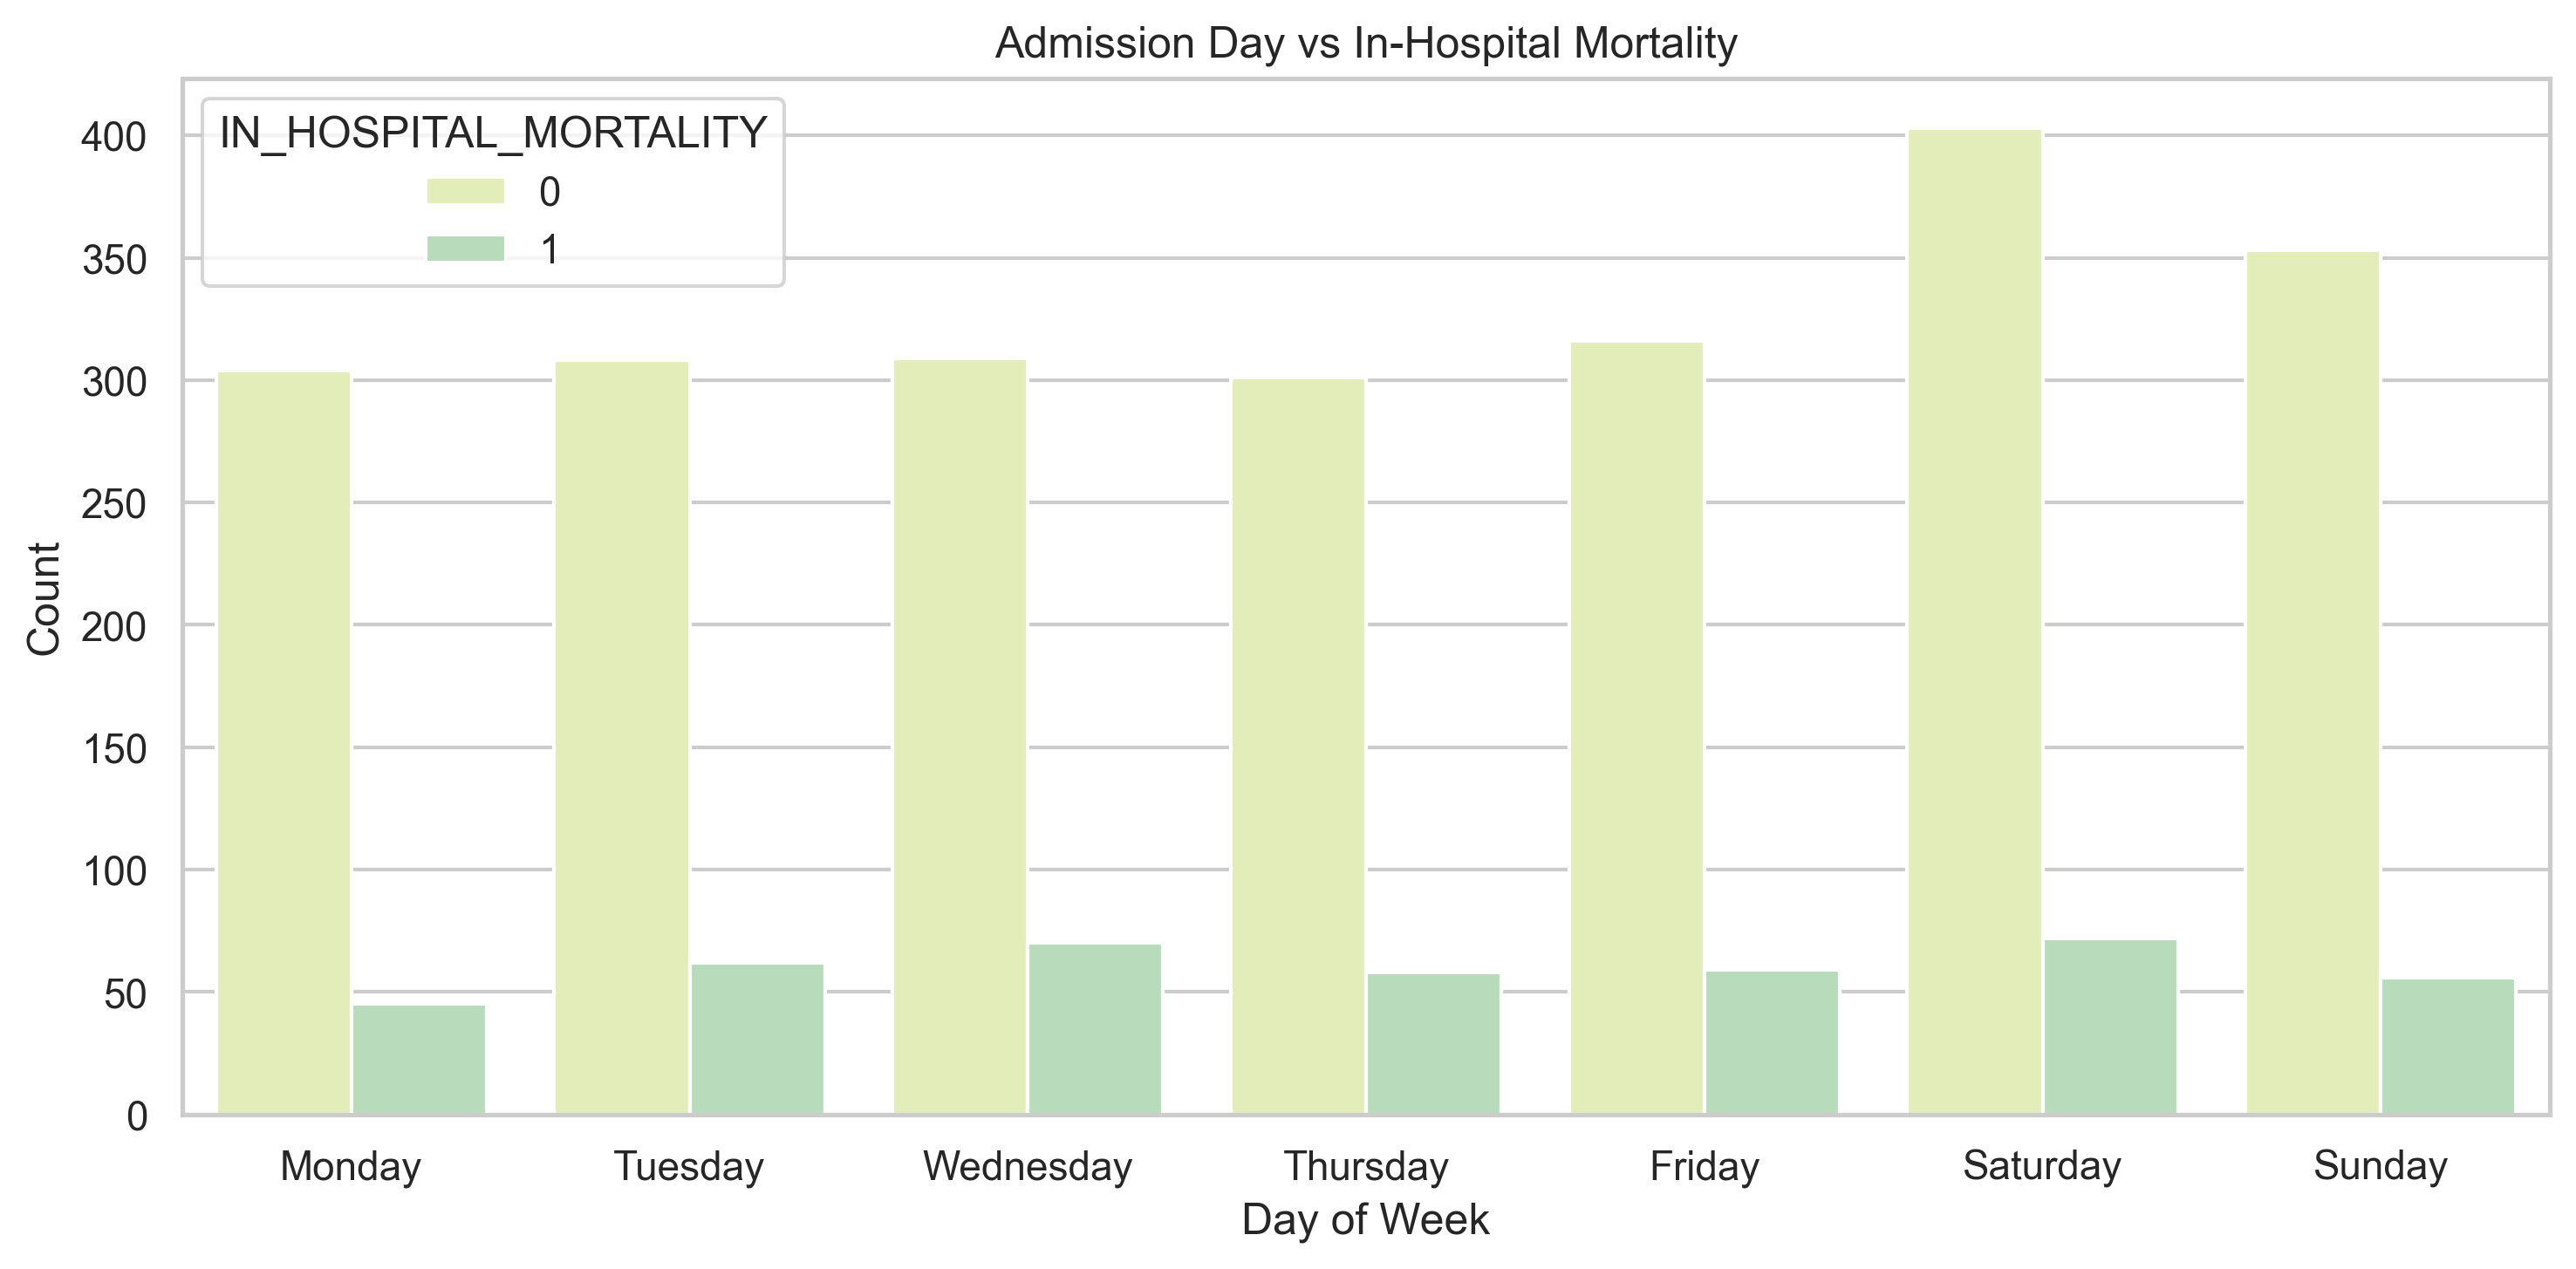 Admission Day vs In-Hospital Mortality
IN_HOSPITAL_MORTALITY
0
1
400
350
300
250
200
150
100
50
0
Count
Monday Tuesday Wednesday Thursday Friday Saturday Sunday
Day of Week